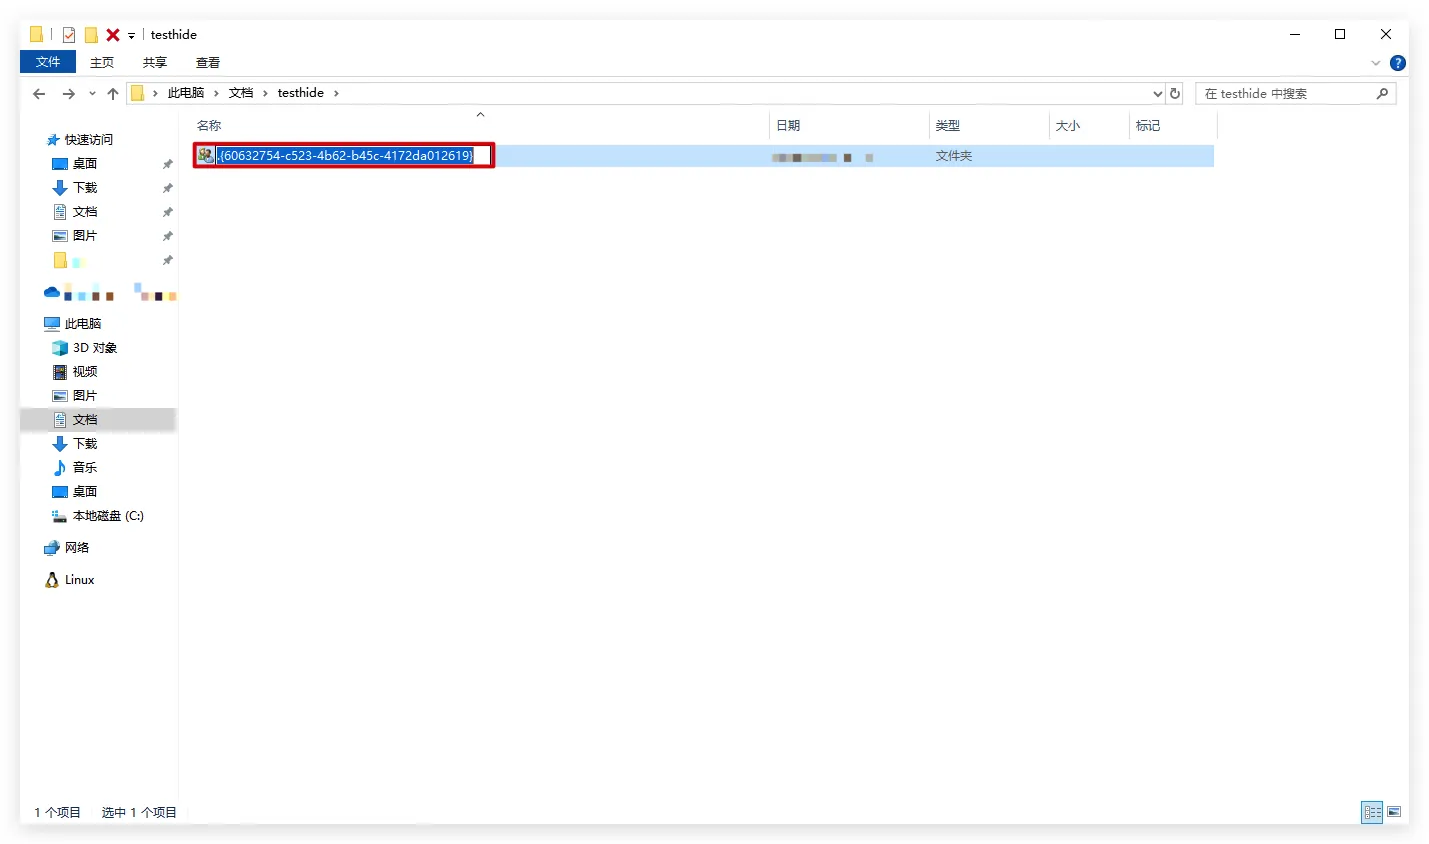 testhide
文件 主页 共享 查看
此电脑 文档 testhide
在 testhide 中搜索
名称 日期 类型 大小 标记
.{60632754-c523-4b62-b45c-4172da012619} 文件夹
快速访问
桌面
下载
文档
图片
此电脑
3D 对象
视频
图片
文档
下载
音乐
桌面
本地磁盘 (C:)
网络
Linux
1 个项目 选中 1 个项目